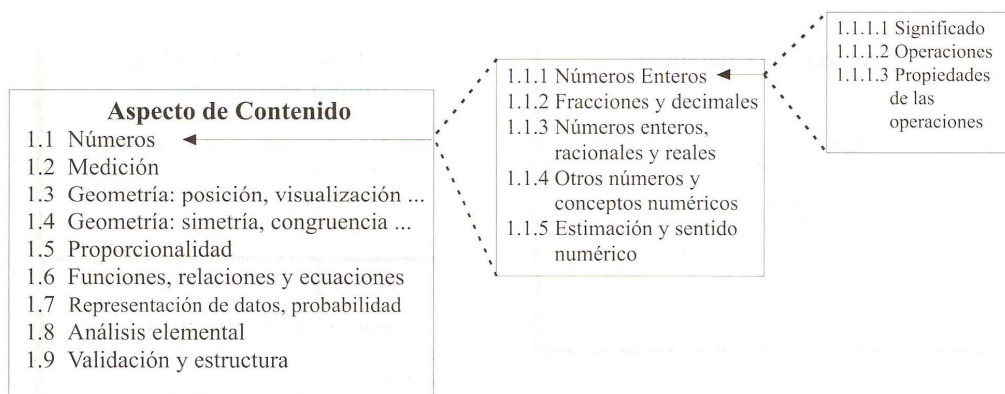 Aspecto de Contenido
1.1 Números
1.2 Medición
1.3 Geometría: posición, visualización ...
1.4 Geometría: simetría, congruencia ...
1.5 Proporcionalidad
1.6 Funciones, relaciones y ecuaciones
1.7 Representación de datos, probabilidad
1.8 Análisis elemental
1.9 Validación y estructura
1.1.1 Números Enteros
1.1.2 Fracciones y decimales
1.1.3 Números enteros,
racionales y reales
1.1.4 Otros números y
conceptos numéricos
1.1.5 Estimación y sentido
numérico
1.1.1.1 Significado
1.1.1.2 Operaciones
1.1.1.3 Propiedades
de las
operaciones